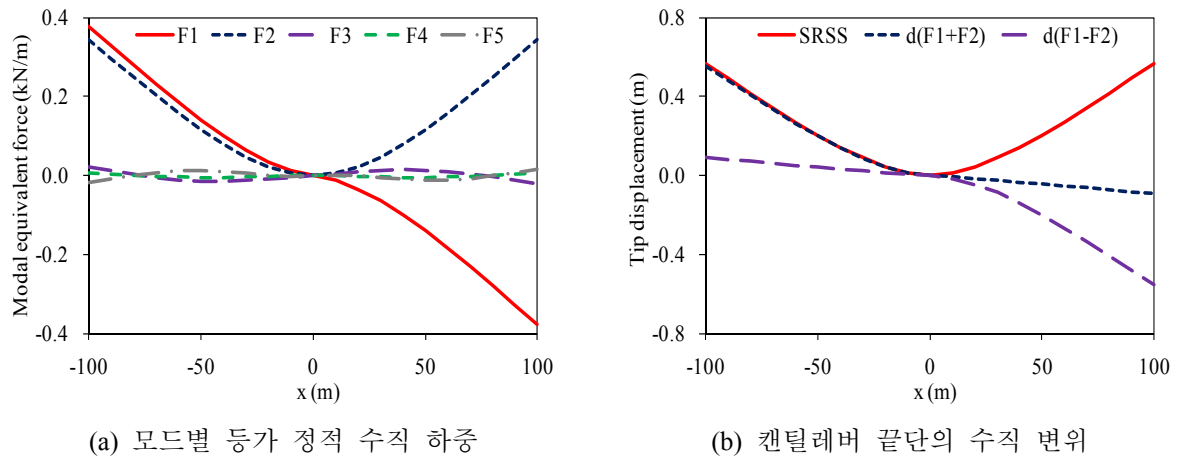 F1 F2 F3 F4 F5
Modal equivalent force (kN/m)
0.4
0.2
0.0
-0.2
-0.4
-100 -50 0 50 100
x (m)
(a) 모드별 등가 정적 수직 하중
SRSS d(F1+F2) d(F1-F2)
Tip displacement (m)
0.8
0.4
0.0
-0.4
-0.8
-100 -50 0 50 100
x (m)
(b) 캔틸레버 끝단의 수직 변위